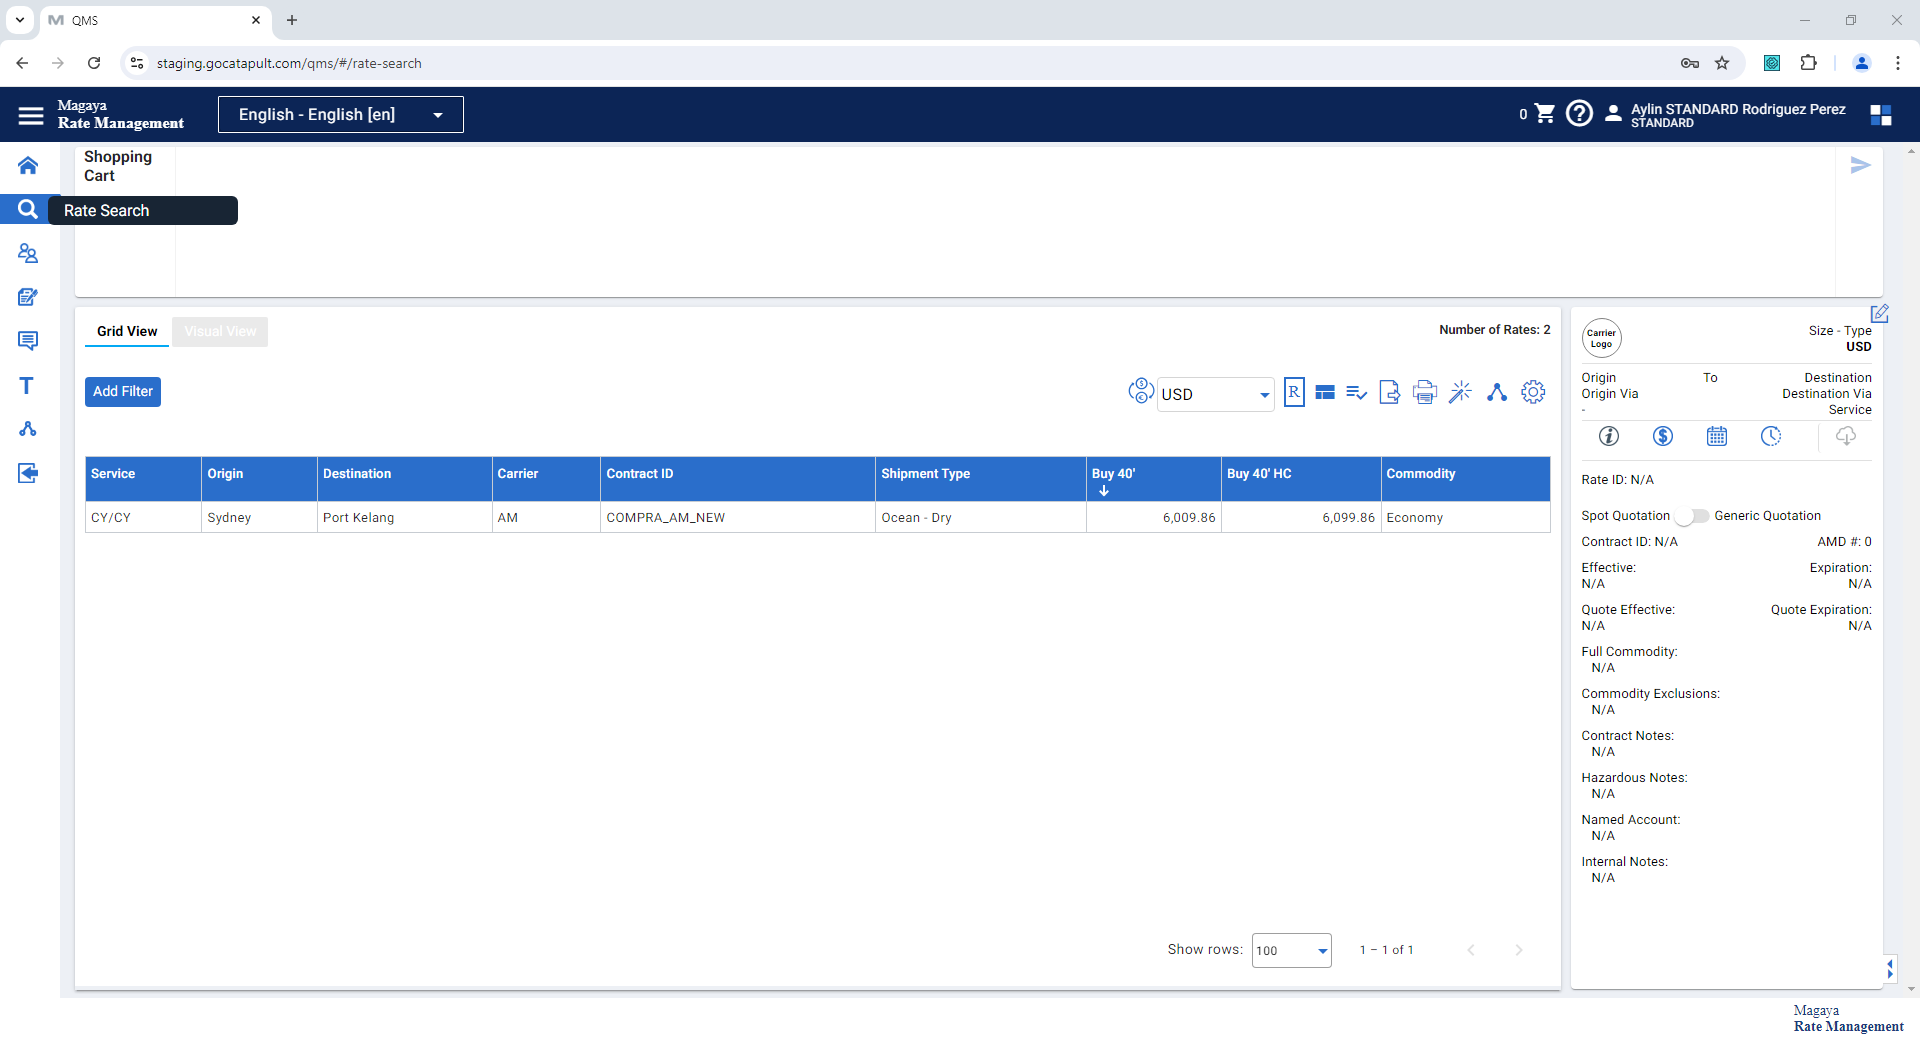 QMS
staging.gocatapult.com/qms/#/rate-search
Magaya
Rate Management
English - English [en]
0
Aylin STANDARD Rodriguez Perez
STANDARD
Shopping
Cart
Rate Search
Grid View
Visual View
Number of Rates: 2
Add Filter
USD
R
Service Origin Destination Carrier Contract ID Shipment Type Buy 40' Buy 40' HC Commodity
CY/CY Sydney Port Kelang AM COMPRA_AM_NEW Ocean - Dry 6,009.86 6,099.86 Economy
Show rows: 100 1 – 1 of 1
Carrier
Logo
Size - Type
USD
Origin To Destination
Origin Via Destination Via
- Service
Rate ID: N/A
Spot Quotation Generic Quotation
Contract ID: N/A AMD #: 0
Effective: Expiration:
N/A N/A
Quote Effective: Quote Expiration:
N/A N/A
Full Commodity:
N/A
Commodity Exclusions:
N/A
Contract Notes:
N/A
Hazardous Notes:
N/A
Named Account:
N/A
Internal Notes:
N/A
Magaya
Rate Management